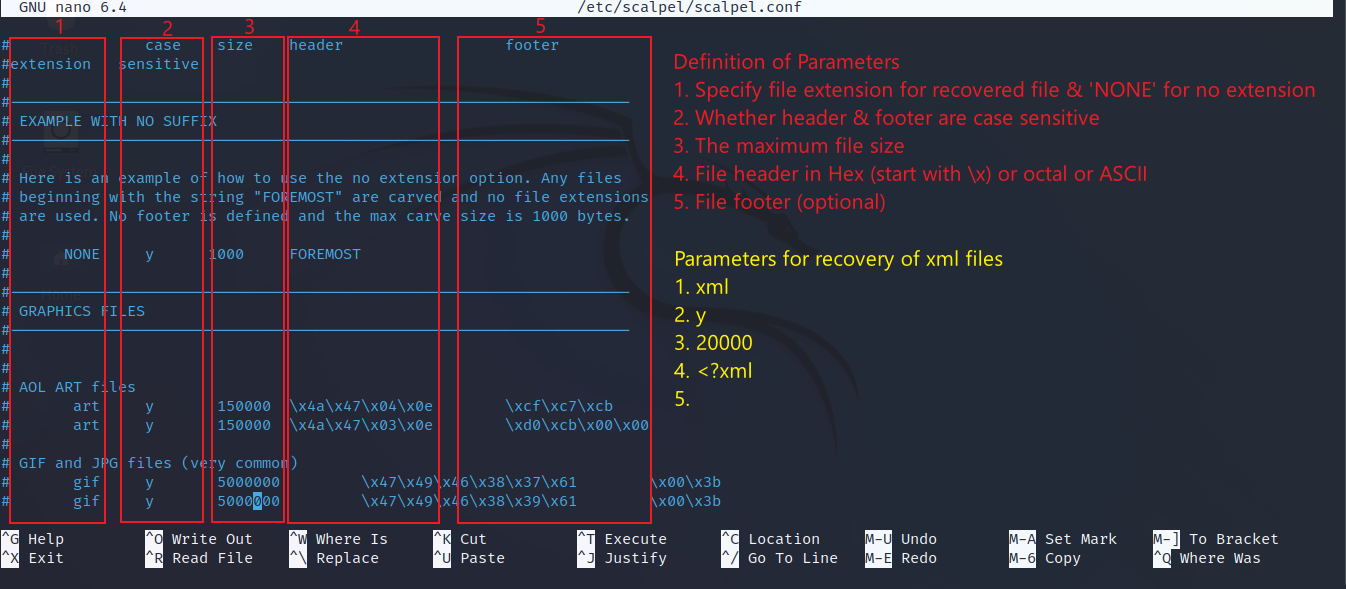 GNU nano 6.4 /etc/scalpel/scalpel.conf
1 2 3 4 5
# case size header footer
#extension sensitive
#
#
# EXAMPLE WITH NO SUFFIX
#
#
# Here is an example of how to use the no extension option. Any files
# beginning with the string "FOREMOST" are carved and no file extensions
# are used. No footer is defined and the max carve size is 1000 bytes.
#
# NONE y 1000 FOREMOST
#
#
# GRAPHICS FILES
#
#
#
# AOL ART files
# art y 150000 \x4a\x47\x04\x0e \xcf\xc7\xcb
# art y 150000 \x4a\x47\x03\x0e \xd0\xcb\x00\x00
#
# GIF and JPG files (very common)
# gif y 5000000 \x47\x49\x46\x38\x37\x61 \x00\x3b
# gif y 5000000 \x47\x49\x46\x38\x39\x61 \x00\x3b
Definition of Parameters
1. Specify file extension for recovered file & 'NONE' for no extension
2. Whether header & footer are case sensitive
3. The maximum file size
4. File header in Hex (start with \x) or octal or ASCII
5. File footer (optional)
Parameters for recovery of xml files
1. xml
2. y
3. 20000
4. <?xml
5.
^G Help ^O Write Out ^W Where Is ^K Cut ^T Execute ^C Location M-U Undo M-A Set Mark M-] To Bracket
^X Exit ^R Read File ^\ Replace ^U Paste ^J Justify ^/ Go To Line M-E Redo M-6 Copy ^Q Where Was